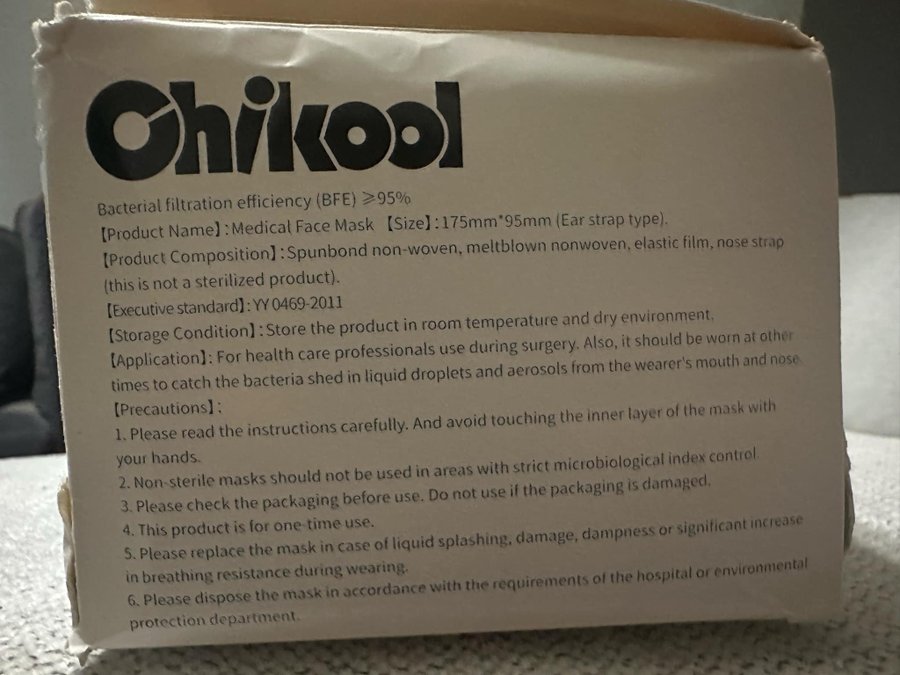 Chikool
Bacterial filtration efficiency (BFE) ≥95%
【Product Name】:Medical Face Mask 【Size】:175mm*95mm (Ear strap type).
【Product Composition】:Spunbond non-woven, meltblown nonwoven, elastic film, nose strap
(this is not a sterilized product).
【Executive standard】: YY 0469-2011
【Storage Condition】:Store the product in room temperature and dry environment.
【Application】: For health care professionals use during surgery. Also, it should be worn at other
times to catch the bacteria shed in liquid droplets and aerosols from the wearer's mouth and nose.
【Precautions】:
1. Please read the instructions carefully. And avoid touching the inner layer of the mask with
your hands.
2. Non-sterile masks should not be used in areas with strict microbiological index control.
3. Please check the packaging before use. Do not use if the packaging is damaged.
4. This product is for one-time use.
5. Please replace the mask in case of liquid splashing, damage, dampness or significant increase
in breathing resistance during wearing.
6. Please dispose the mask in accordance with the requirements of the hospital or environmental
protection department.